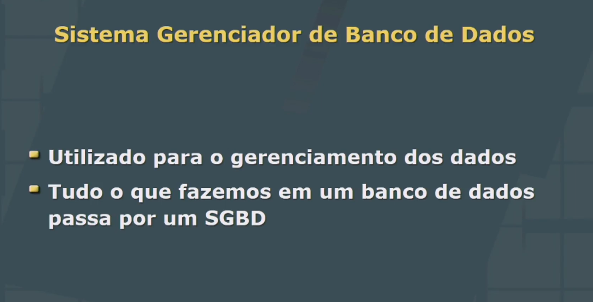 Sistema Gerenciador de Banco de Dados
Utilizado para o gerenciamento dos dados
Tudo o que fazemos em um banco de dados
passa por um SGBD